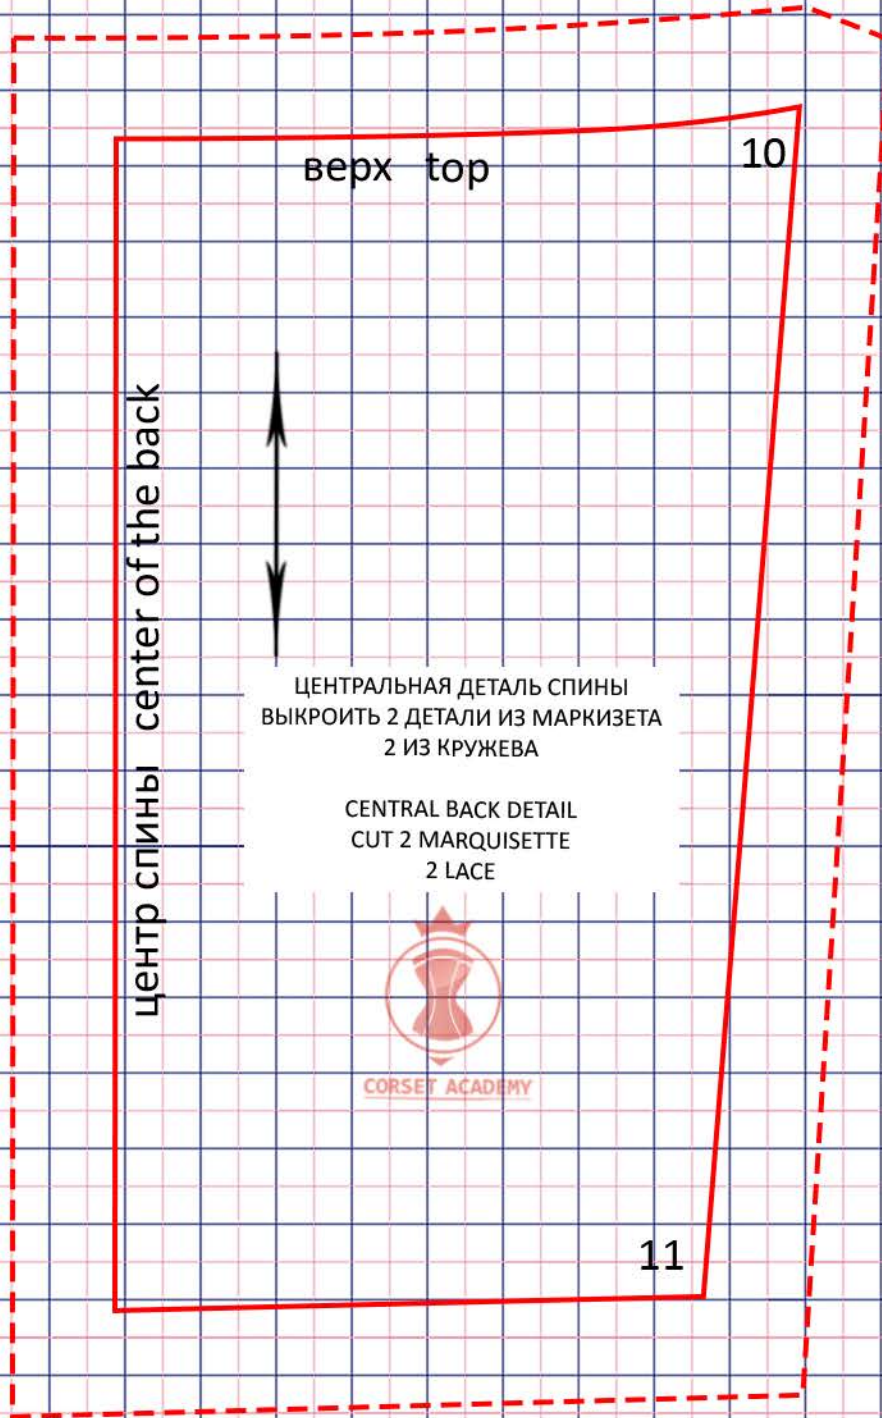 верх top
10
центр спины center of the back
ЦЕНТРАЛЬНАЯ ДЕТАЛЬ СПИНЫ
ВЫКРОИТЬ 2 ДЕТАЛИ ИЗ МАРКИЗЕТА
2 ИЗ КРУЖЕВА
CENTRAL BACK DETAIL
CUT 2 MARQUISETTE
2 LACE
CORSET ACADEMY
11